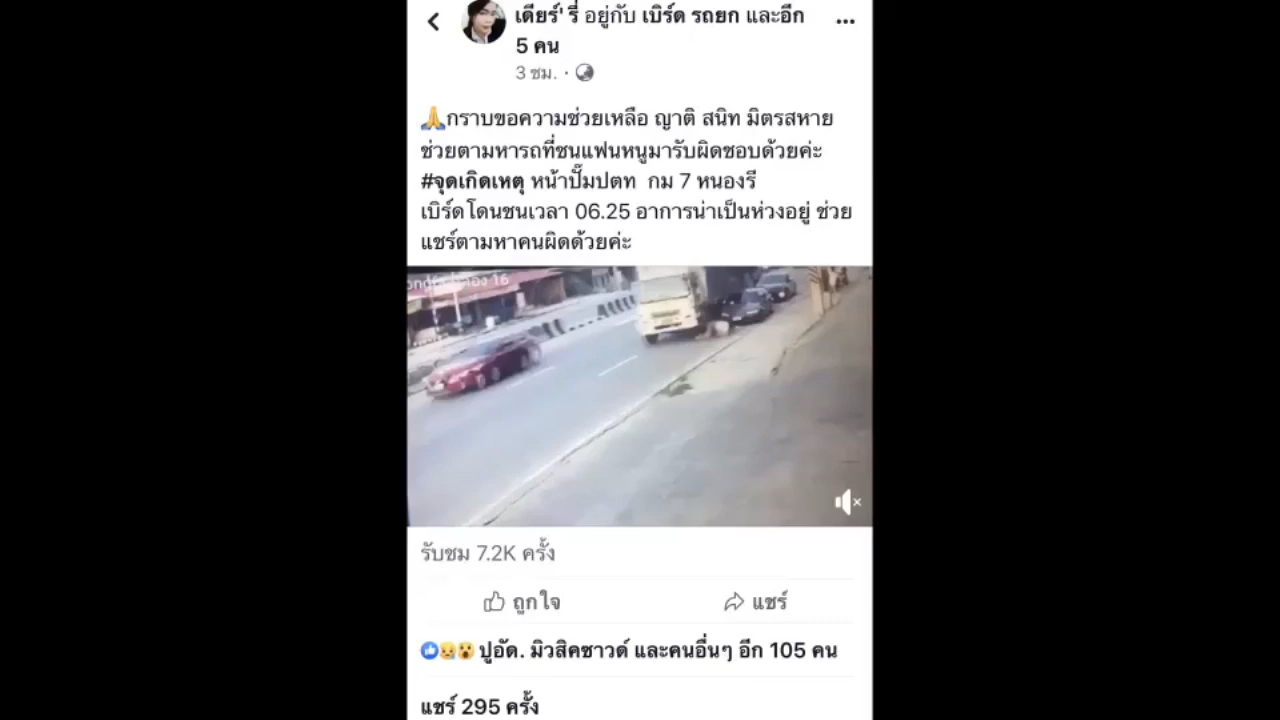 เดียร์' รี่ อยู่กับ เบิร์ด รถยก และอีก
5 คน
3 ชม. ·
🙏กราบขอความช่วยเหลือ ญาติ สนิท มิตรสหาย
ช่วยตามหารถที่ชนแฟนหนูมารับผิดชอบด้วยค่ะ
#จุดเกิดเหตุ หน้าปั๊มปตท กม 7 หนองรี
เบิร์ดโดนชนเวลา 06.25 อาการน่าเป็นห่วงอยู่ ช่วย
แชร์ตามหาคนผิดด้วยค่ะ
16
รับชม 7.2K ครั้ง
ถูกใจ แชร์
ปูอัด. มิวสิคซาวด์ และคนอื่นๆ อีก 105 คน
แชร์ 295 ครั้ง